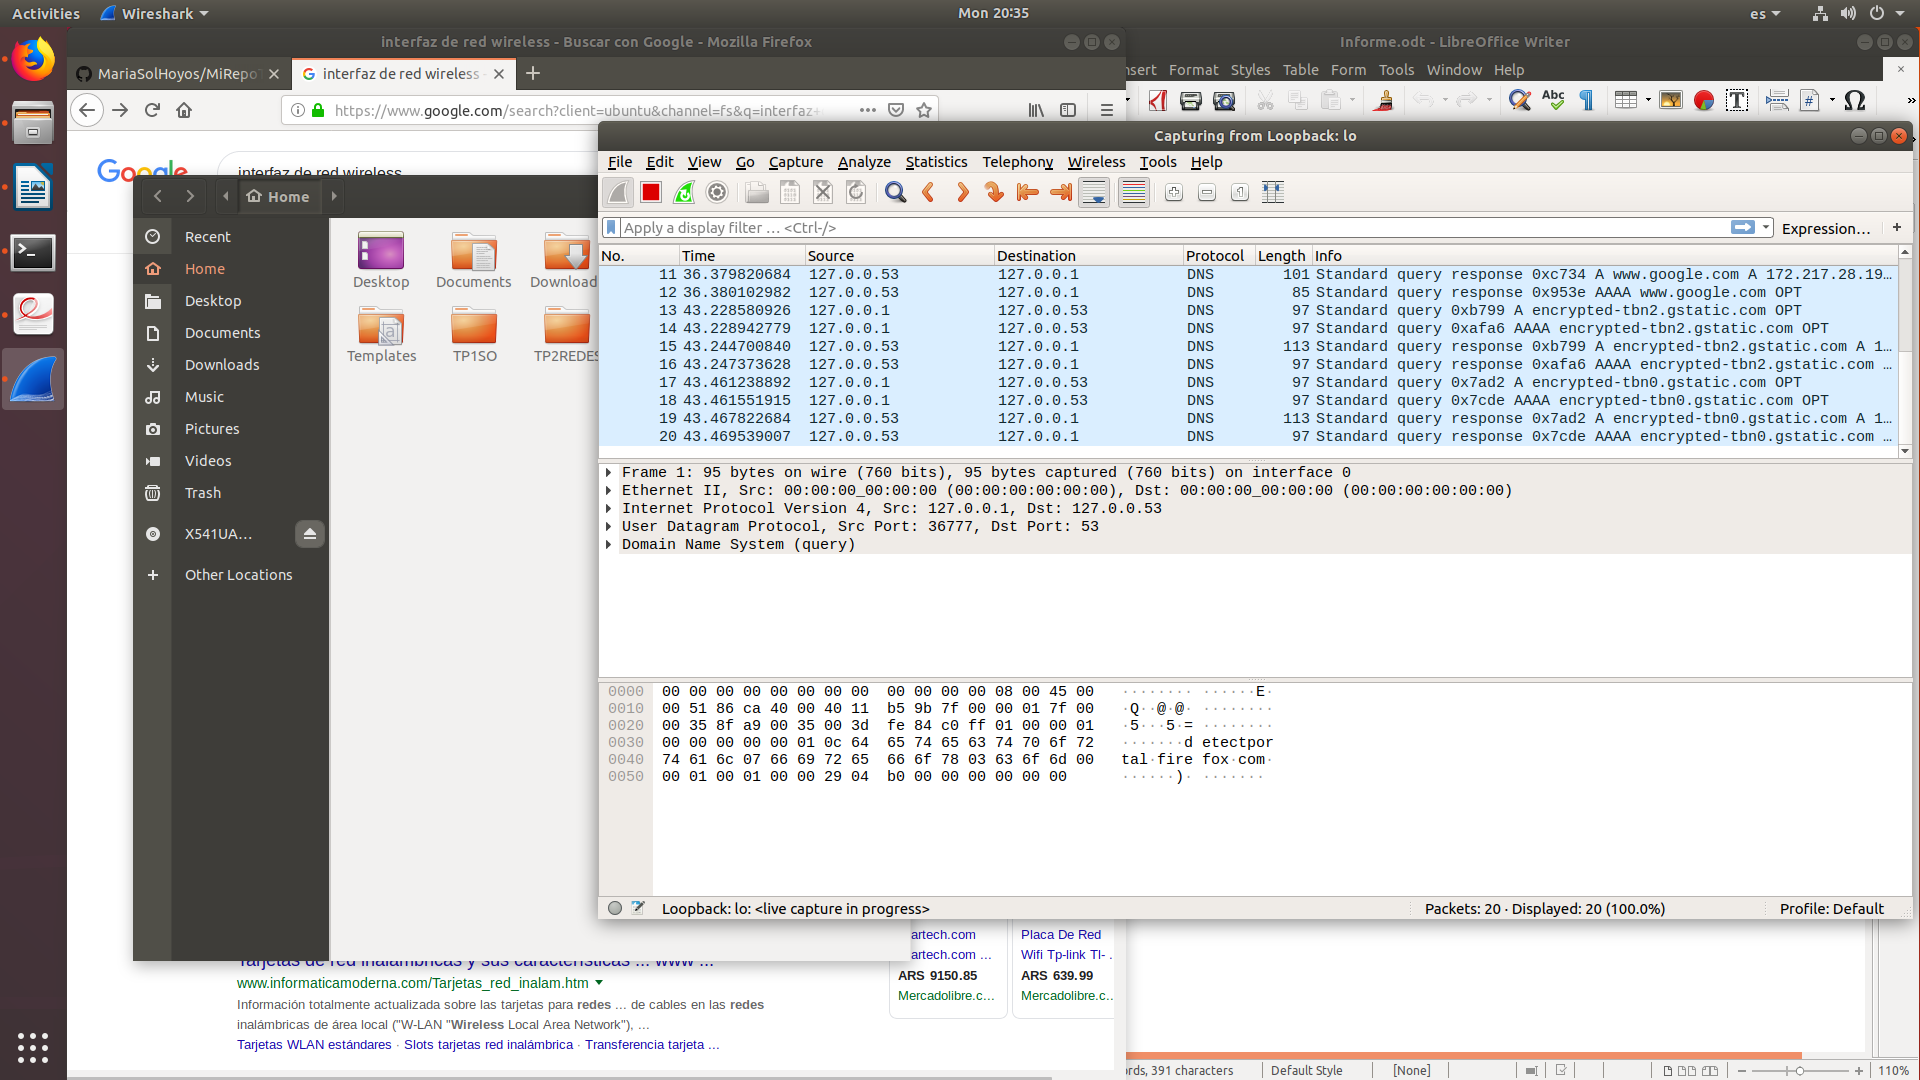 Activities
Wireshark
Mon 20:35
es
interfaz de red wireless - Buscar con Google - Mozilla Firefox
Informe.odt - LibreOffice Writer
MariaSolHoyos/MiRepo
interfaz de red wireless
nsert Format Styles Table Form Tools Window Help
https://www.google.com/search?client=ubuntu&channel=fs&q=interfaz
Google
interfaz de red wireless
Home
Recent
Home
Desktop
Documents
Downloads
Music
Pictures
Videos
Trash
X541UA...
Other Locations
Desktop
Documents
Download
Templates
TP1SO
TP2REDES
Capturing from Loopback: lo
File Edit View Go Capture Analyze Statistics Telephony Wireless Tools Help
Apply a display filter ... <Ctrl-/>
Expression...
+
No. Time Source Destination Protocol Length Info
11 36.379820684 127.0.0.53 127.0.0.1 DNS 101 Standard query response 0xc734 A www.google.com A 172.217.28.19...
12 36.380102982 127.0.0.53 127.0.0.1 DNS 85 Standard query response 0x953e AAAA www.google.com OPT
13 43.228580926 127.0.0.1 127.0.0.53 DNS 97 Standard query 0xb799 A encrypted-tbn2.gstatic.com OPT
14 43.228942779 127.0.0.1 127.0.0.53 DNS 97 Standard query 0xafa6 AAAA encrypted-tbn2.gstatic.com OPT
15 43.244700840 127.0.0.53 127.0.0.1 DNS 113 Standard query response 0xb799 A encrypted-tbn2.gstatic.com A 1...
16 43.247373628 127.0.0.53 127.0.0.1 DNS 97 Standard query response 0xafa6 AAAA encrypted-tbn2.gstatic.com ...
17 43.461238892 127.0.0.1 127.0.0.53 DNS 97 Standard query 0x7ad2 A encrypted-tbn0.gstatic.com OPT
18 43.461551915 127.0.0.1 127.0.0.53 DNS 97 Standard query 0x7cde AAAA encrypted-tbn0.gstatic.com OPT
19 43.467822684 127.0.0.53 127.0.0.1 DNS 113 Standard query response 0x7ad2 A encrypted-tbn0.gstatic.com A 1...
20 43.469539007 127.0.0.53 127.0.0.1 DNS 97 Standard query response 0x7cde AAAA encrypted-tbn0.gstatic.com ...
Frame 1: 95 bytes on wire (760 bits), 95 bytes captured (760 bits) on interface 0
Ethernet II, Src: 00:00:00_00:00:00 (00:00:00:00:00:00), Dst: 00:00:00_00:00:00 (00:00:00:00:00:00)
Internet Protocol Version 4, Src: 127.0.0.1, Dst: 127.0.0.53
User Datagram Protocol, Src Port: 36777, Dst Port: 53
Domain Name System (query)
0000 00 00 00 00 00 00 00 00 00 00 00 00 08 00 45 00 ········ ······E·
0010 00 51 86 ca 40 00 40 11 b5 9b 7f 00 00 01 7f 00 ·Q··@·@· ········
0020 00 35 8f a9 00 35 00 3d fe 84 c0 ff 01 00 00 01 ·5···5·= ········
0030 00 00 00 00 00 01 0c 64 65 74 65 63 74 70 6f 72 ·······d etectpor
0040 74 61 6c 07 66 69 72 65 66 6f 78 03 63 6f 6d 00 tal·fire fox·com·
0050 00 01 00 01 00 00 29 04 b0 00 00 00 00 00 00 ······)· ·······
Loopback: lo: <live capture in progress>
Packets: 20 · Displayed: 20 (100.0%)
Profile: Default
Tarjetas de red inalámbricas y sus características ... www ...
www.informaticamoderna.com/Tarjetas_red_inalam.htm
Información totalmente actualizada sobre las tarjetas para redes ... de cables en las redes
inalámbricas de área local ("W-LAN "Wireless Local Area Network"), ...
Tarjetas WLAN estándares · Slots tarjetas red inalámbrica · Transferencia tarjeta ...
artech.com
artech.com ...
ARS 9150.85
Mercadolibre.c...
Placa De Red
Wifi Tp-link Tl- .
ARS 639.99
Mercadolibre.c...
ords, 391 characters
Default Style
[None]
110%